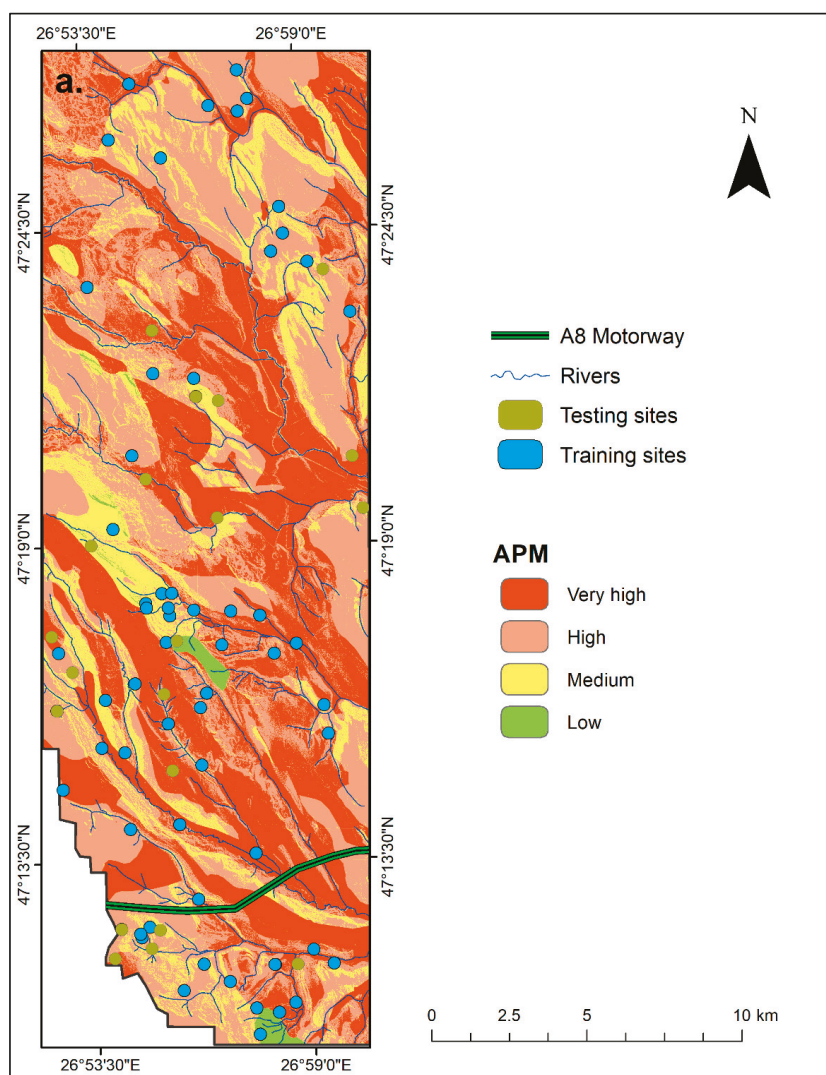 26°53'30"E 26°59'0"E
a.
N
47°24'30"N 47°24'30"N
A8 Motorway
Rivers
Testing sites
Training sites
47°19'0"N 47°19'0"N
APM
Very high
High
Medium
Low
47°13'30"N 47°13'30"N
0 2.5 5 10 km
26°53'30"E 26°59'0"E